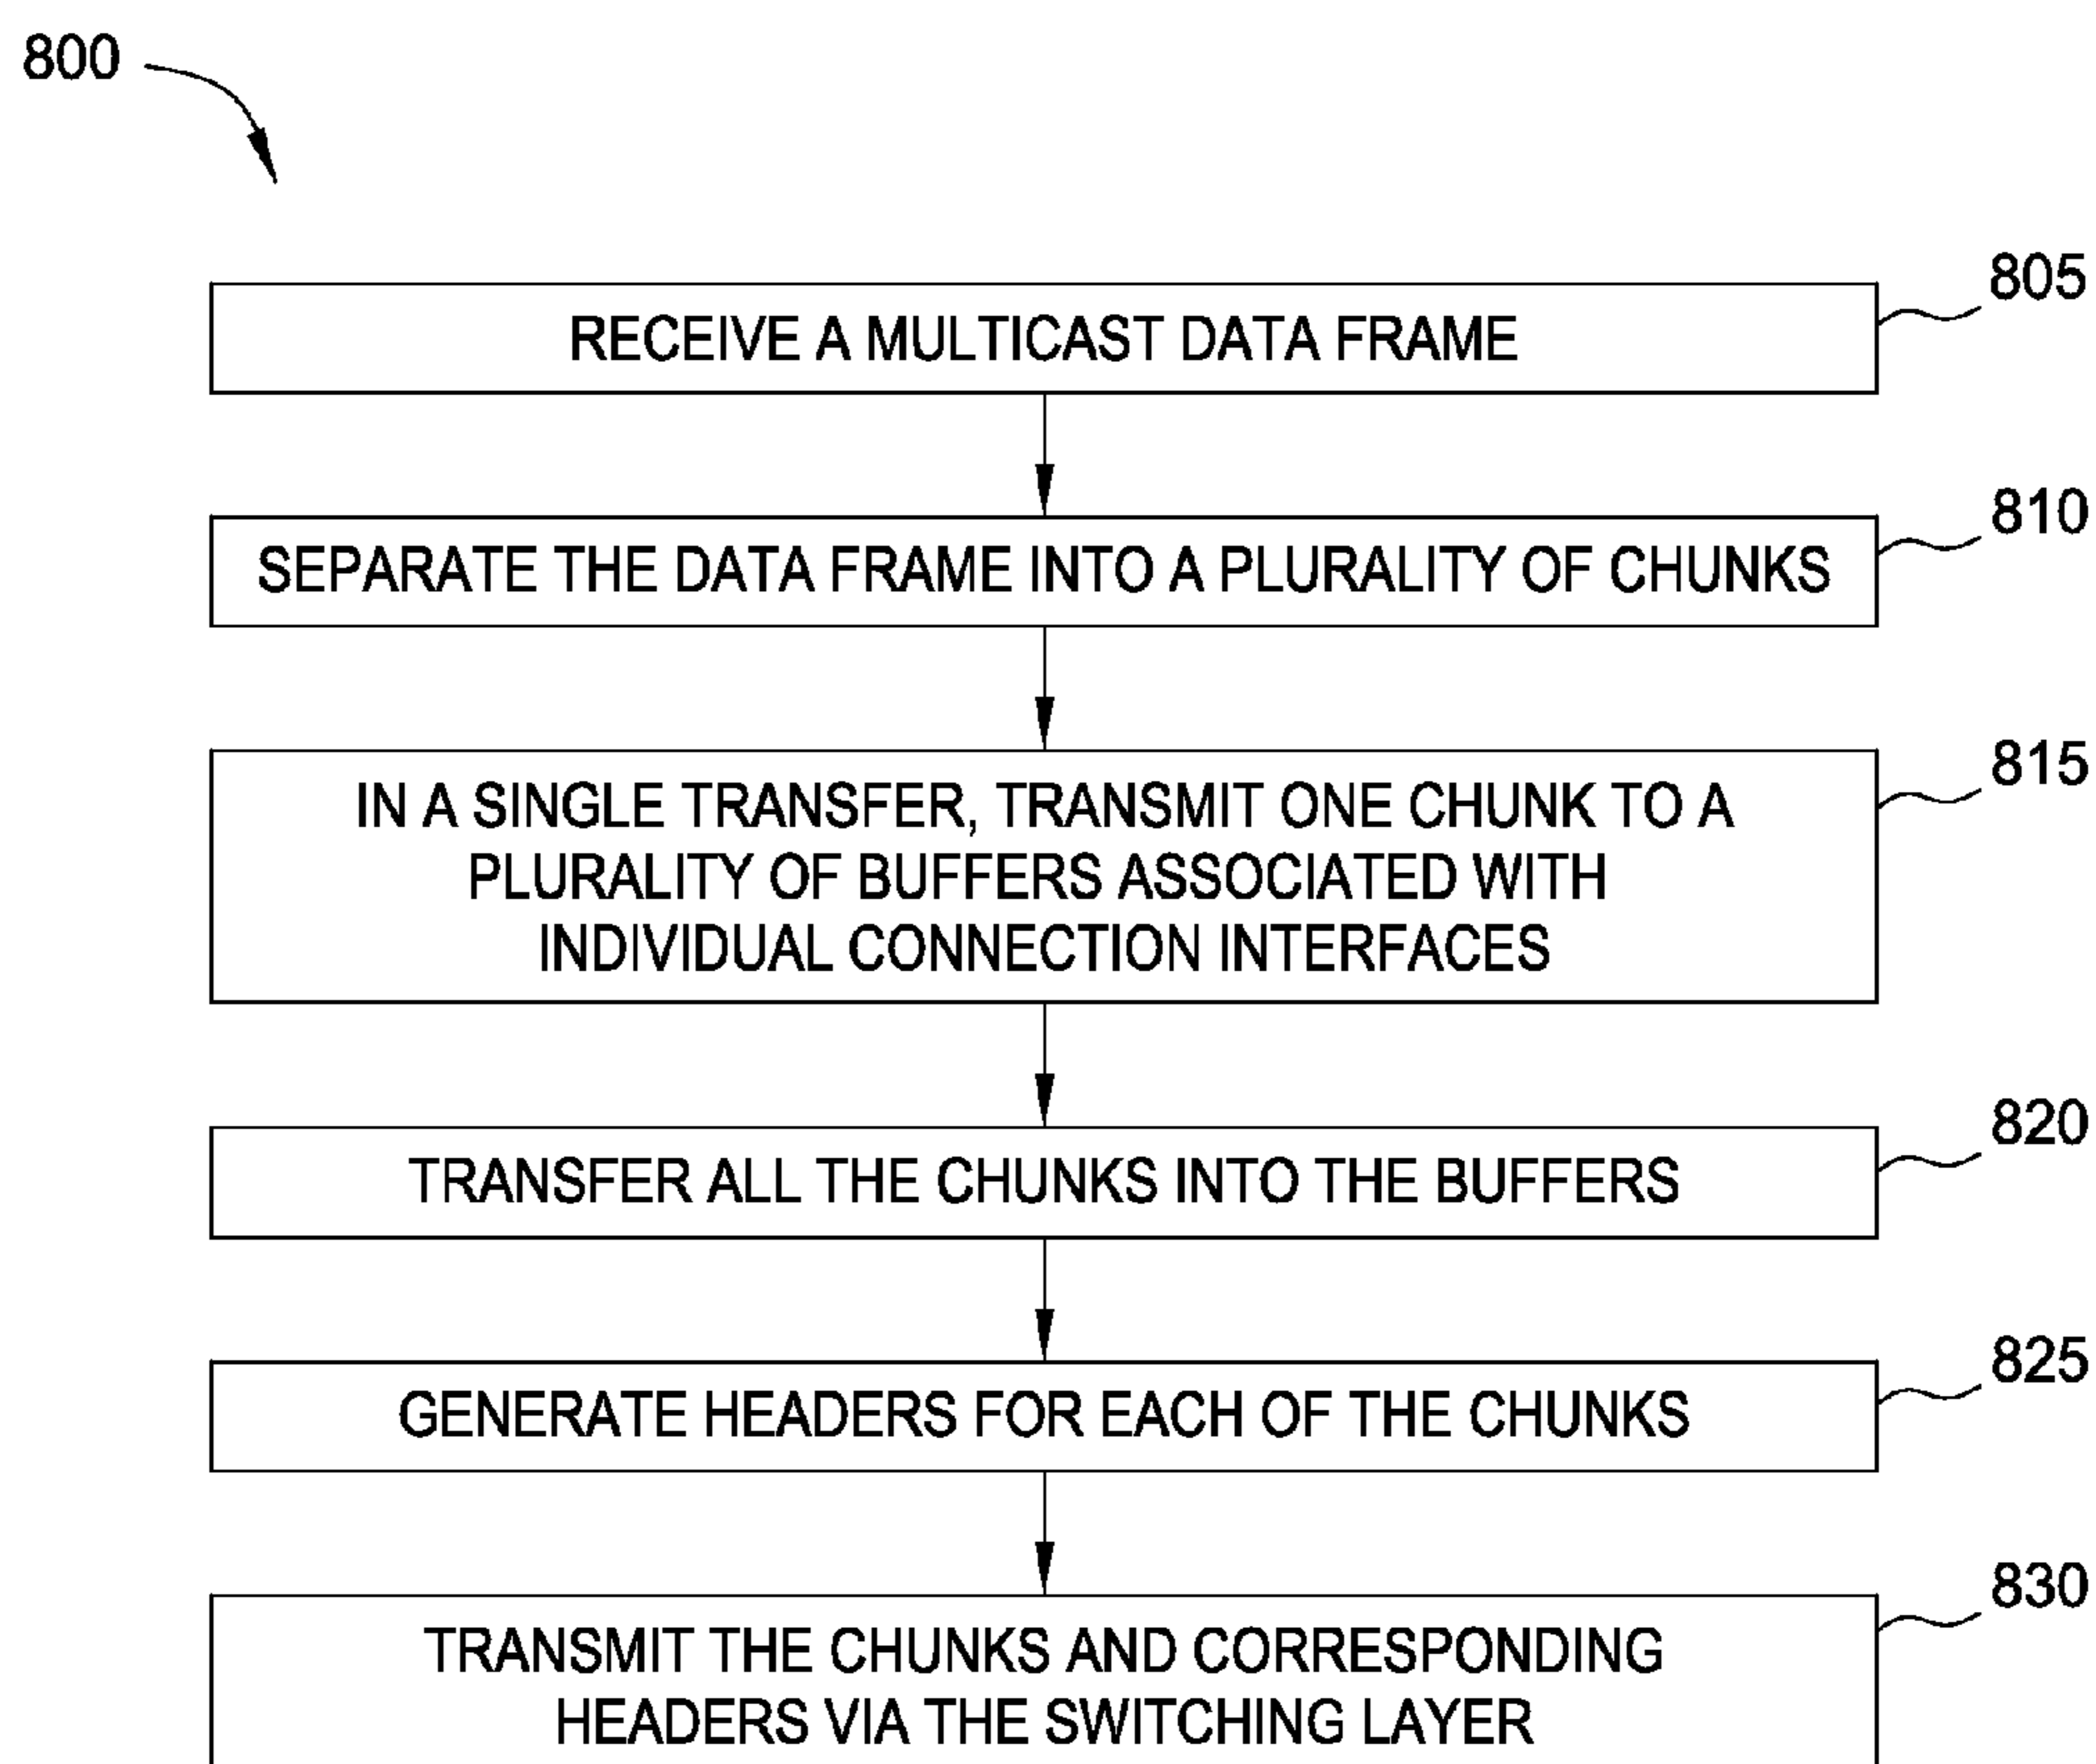 800
805
RECEIVE A MULTICAST DATA FRAME
810
SEPARATE THE DATA FRAME INTO A PLURALITY OF CHUNKS
815
IN A SINGLE TRANSFER, TRANSMIT ONE CHUNK TO A
PLURALITY OF BUFFERS ASSOCIATED WITH
INDIVIDUAL CONNECTION INTERFACES
820
TRANSFER ALL THE CHUNKS INTO THE BUFFERS
825
GENERATE HEADERS FOR EACH OF THE CHUNKS
830
TRANSMIT THE CHUNKS AND CORRESPONDING
HEADERS VIA THE SWITCHING LAYER